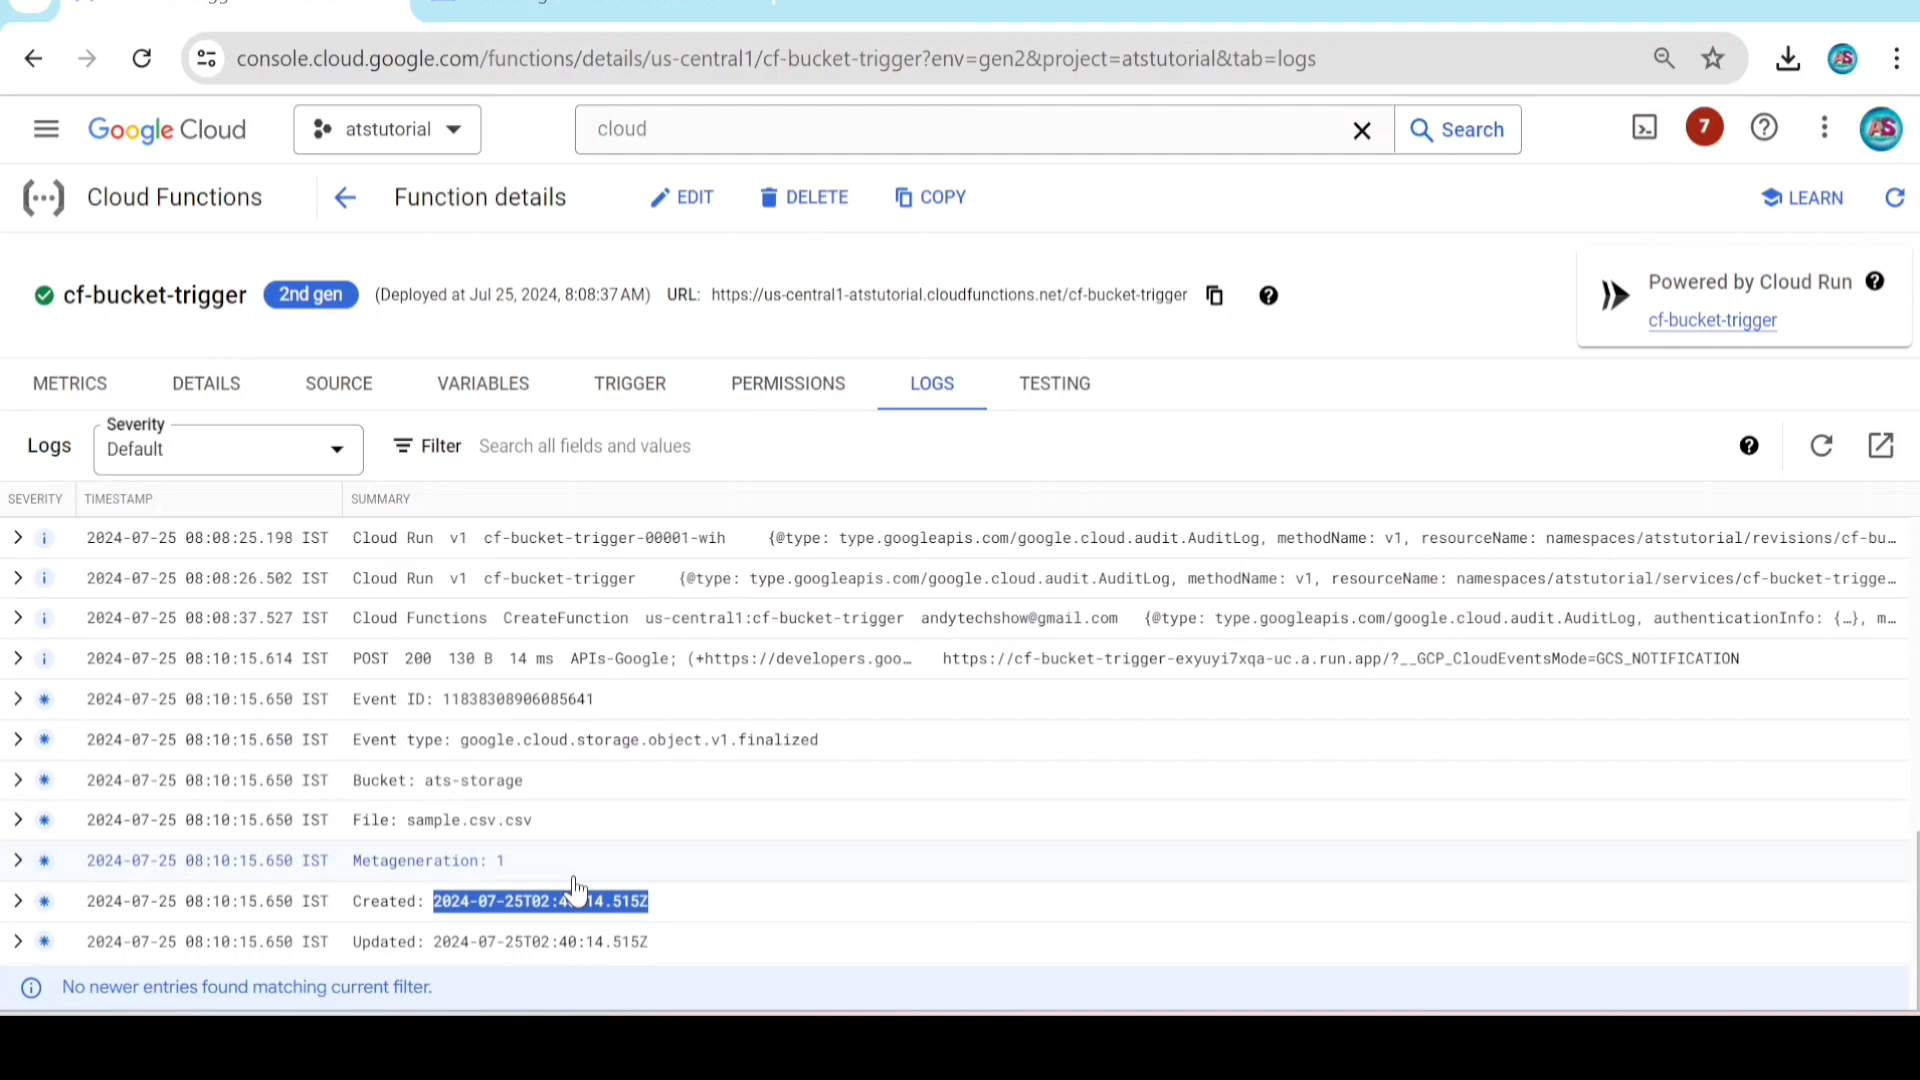 console.cloud.google.com/functions/details/us-central1/cf-bucket-trigger?env=gen2&project=atstutorial&tab=logs
AS
Google Cloud
atstutorial
cloud
Search
7
AS
Cloud Functions
Function details
EDIT
DELETE
COPY
LEARN
cf-bucket-trigger
2nd gen
(Deployed at Jul 25, 2024, 8:08:37 AM)
URL: https://us-central1-atstutorial.cloudfunctions.net/cf-bucket-trigger
Powered by Cloud Run
cf-bucket-trigger
METRICS
DETAILS
SOURCE
VARIABLES
TRIGGER
PERMISSIONS
LOGS
TESTING
Logs
Severity
Default
Filter
Search all fields and values
SEVERITY TIMESTAMP SUMMARY
2024-07-25 08:08:25.198 IST Cloud Run v1 cf-bucket-trigger-00001-wih {@type: type.googleapis.com/google.cloud.audit.AuditLog, methodName: v1, resourceName: namespaces/atstutorial/revisions/cf-bu…
2024-07-25 08:08:26.502 IST Cloud Run v1 cf-bucket-trigger {@type: type.googleapis.com/google.cloud.audit.AuditLog, methodName: v1, resourceName: namespaces/atstutorial/services/cf-bucket-trigge…
2024-07-25 08:08:37.527 IST Cloud Functions CreateFunction us-central1:cf-bucket-trigger andytechshow@gmail.com {@type: type.googleapis.com/google.cloud.audit.AuditLog, authenticationInfo: {…}, m…
2024-07-25 08:10:15.614 IST POST 200 130 B 14 ms APIs-Google; (+https://developers.goo… https://cf-bucket-trigger-exyuyi7xqa-uc.a.run.app/?__GCP_CloudEventsMode=GCS_NOTIFICATION
2024-07-25 08:10:15.650 IST Event ID: 11838308906085641
2024-07-25 08:10:15.650 IST Event type: google.cloud.storage.object.v1.finalized
2024-07-25 08:10:15.650 IST Bucket: ats-storage
2024-07-25 08:10:15.650 IST File: sample.csv.csv
2024-07-25 08:10:15.650 IST Metageneration: 1
2024-07-25 08:10:15.650 IST Created:
2024-07-25 08:10:15.650 IST Updated: 2024-07-25T02:40:14.515Z
No newer entries found matching current filter.